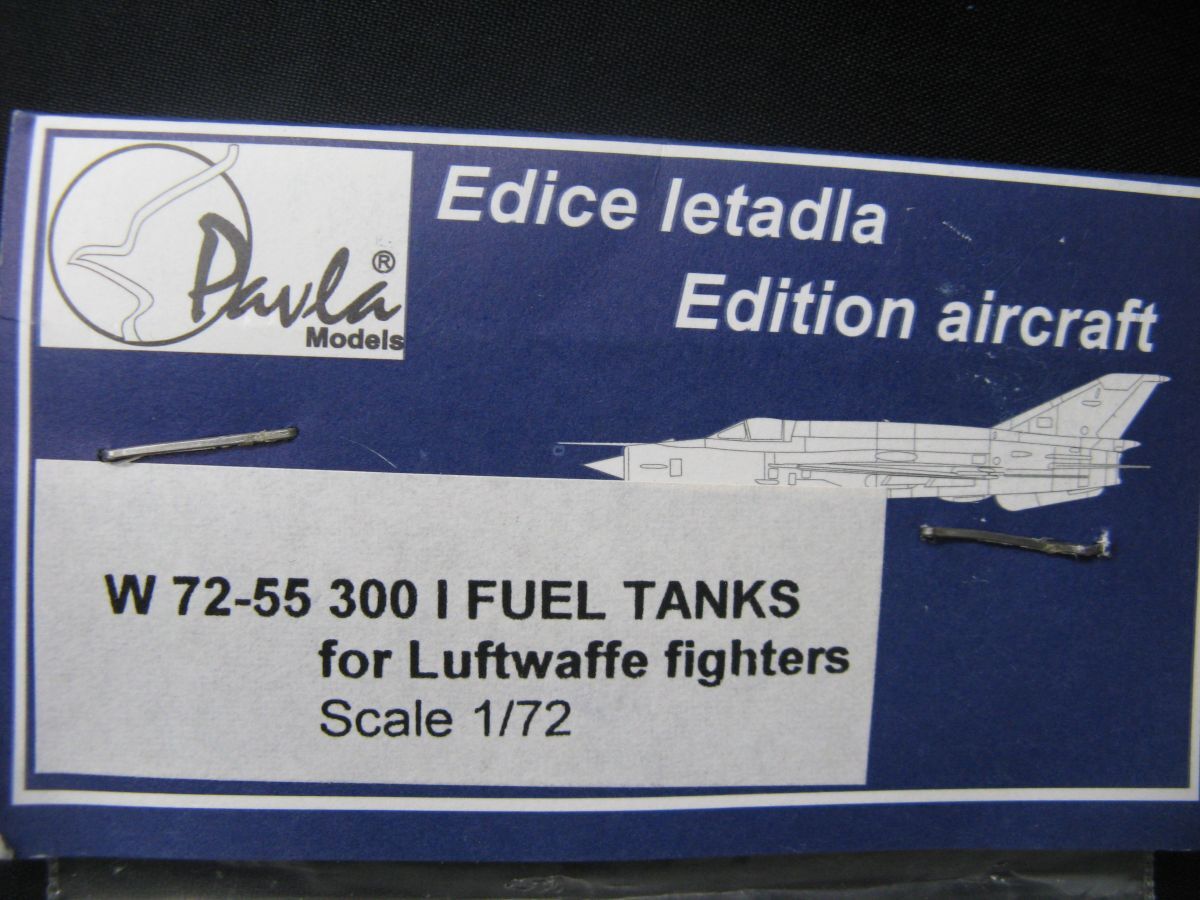 Pavla®
Models
Edice letadla
Edition aircraft
W 72-55 300 l FUEL TANKS
for Luftwaffe fighters
Scale 1/72